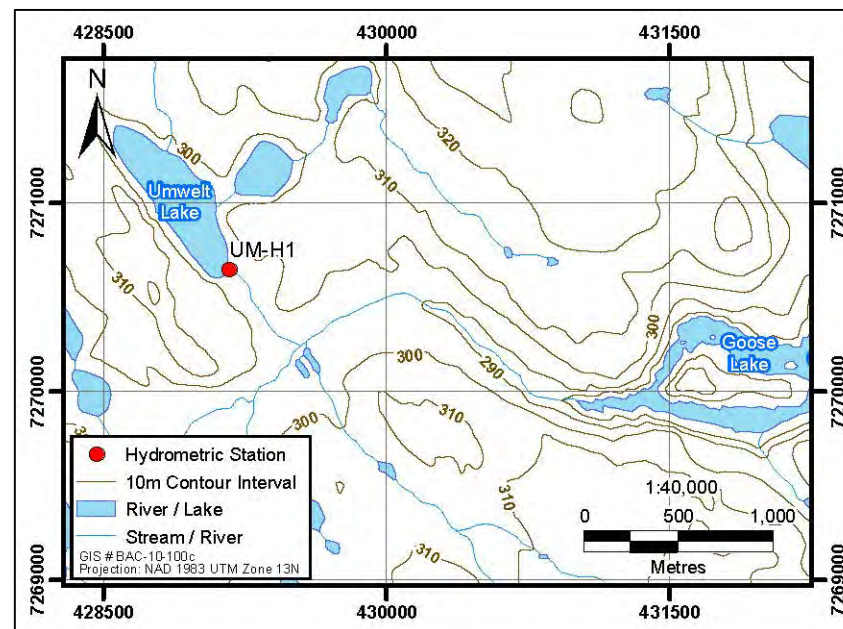 428500 430000 431500
N
300
320
7271000
7271000
Umwelt
Lake
310
UM-H1
310
300
Goose
Lake
300
290
7270000
7270000
310
300
Hydrometric Station
10m Contour Interval
River / Lake
Stream / River
GIS # BAC-10-100c
Projection: NAD 1983 UTM Zone 13N
310
310
1:40,000
0 500 1,000
Metres
7269000
7269000
428500 430000 431500